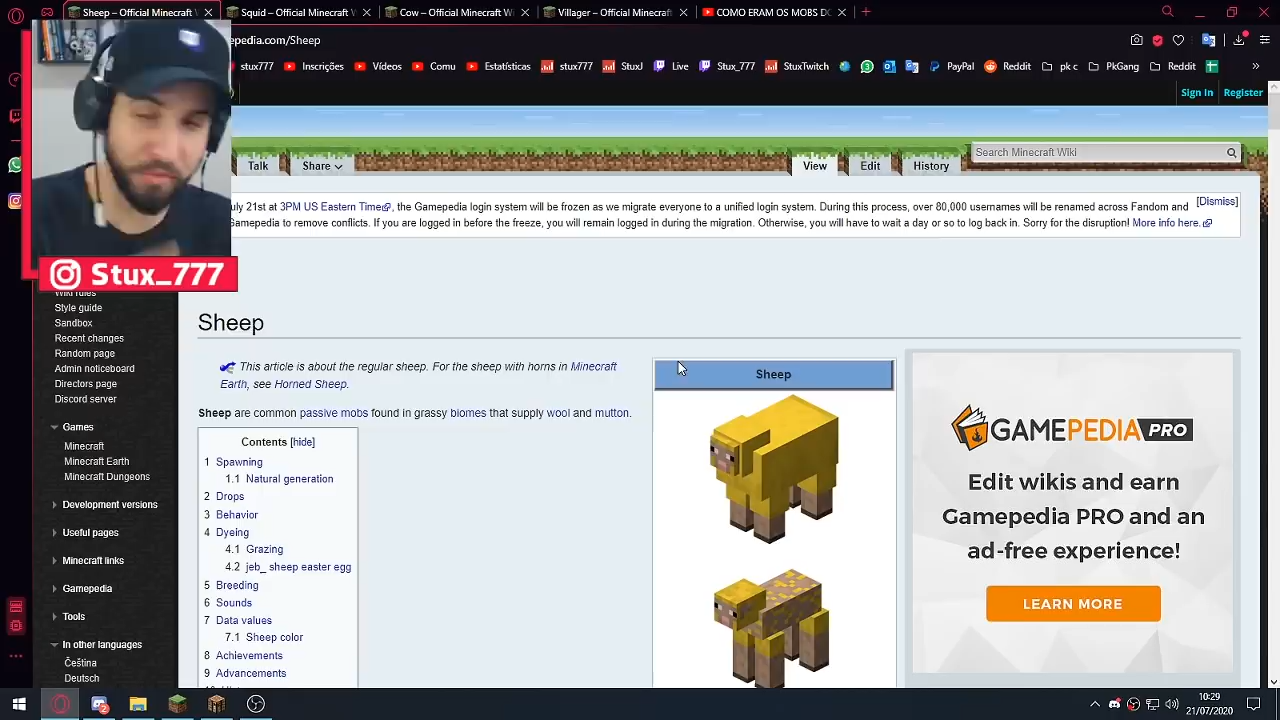 Sheep – Official Minecraft W
Squid – Official Minecraft W
Cow – Official Minecraft W
Villager – Official Minecraft
COMO ERAM OS MOBS DO
pedia.com/Sheep
stux777
Inscrições
Vídeos
Comu
Estatísticas
stux777
StuxJ
Live
Stux_777
StuxTwitch
PayPal
Reddit
pk c
PkGang
Reddit
Sign In Register
Talk Share
View Edit History
Search Minecraft Wiki
uly 21st at 3PM US Eastern Time, the Gamepedia login system will be frozen as we migrate everyone to a unified login system. During this process, over 80,000 usernames will be renamed across Fandom and
[Dismiss]
Gamepedia to remove conflicts. If you are logged in before the freeze, you will remain logged in during the migration. Otherwise, you will have to wait a day or so to log back in. Sorry for the disruption! More info here.
Stux_777
Wiki rules
Style guide
Sandbox
Recent changes
Random page
Admin noticeboard
Directors page
Discord server
Games
Minecraft
Minecraft Earth
Minecraft Dungeons
Development versions
Useful pages
Minecraft links
Gamepedia
Tools
In other languages
Čeština
Deutsch
Sheep
This article is about the regular sheep. For the sheep with horns in Minecraft
Earth, see Horned Sheep.
Sheep are common passive mobs found in grassy biomes that supply wool and mutton.
Contents [hide]
1 Spawning
1.1 Natural generation
2 Drops
3 Behavior
4 Dyeing
4.1 Grazing
4.2 jeb_ sheep easter egg
5 Breeding
6 Sounds
7 Data values
7.1 Sheep color
8 Achievements
9 Advancements
Sheep
GAMEPEDIA PRO
Edit wikis and earn
Gamepedia PRO and an
ad-free experience!
LEARN MORE
10:29
21/07/2020